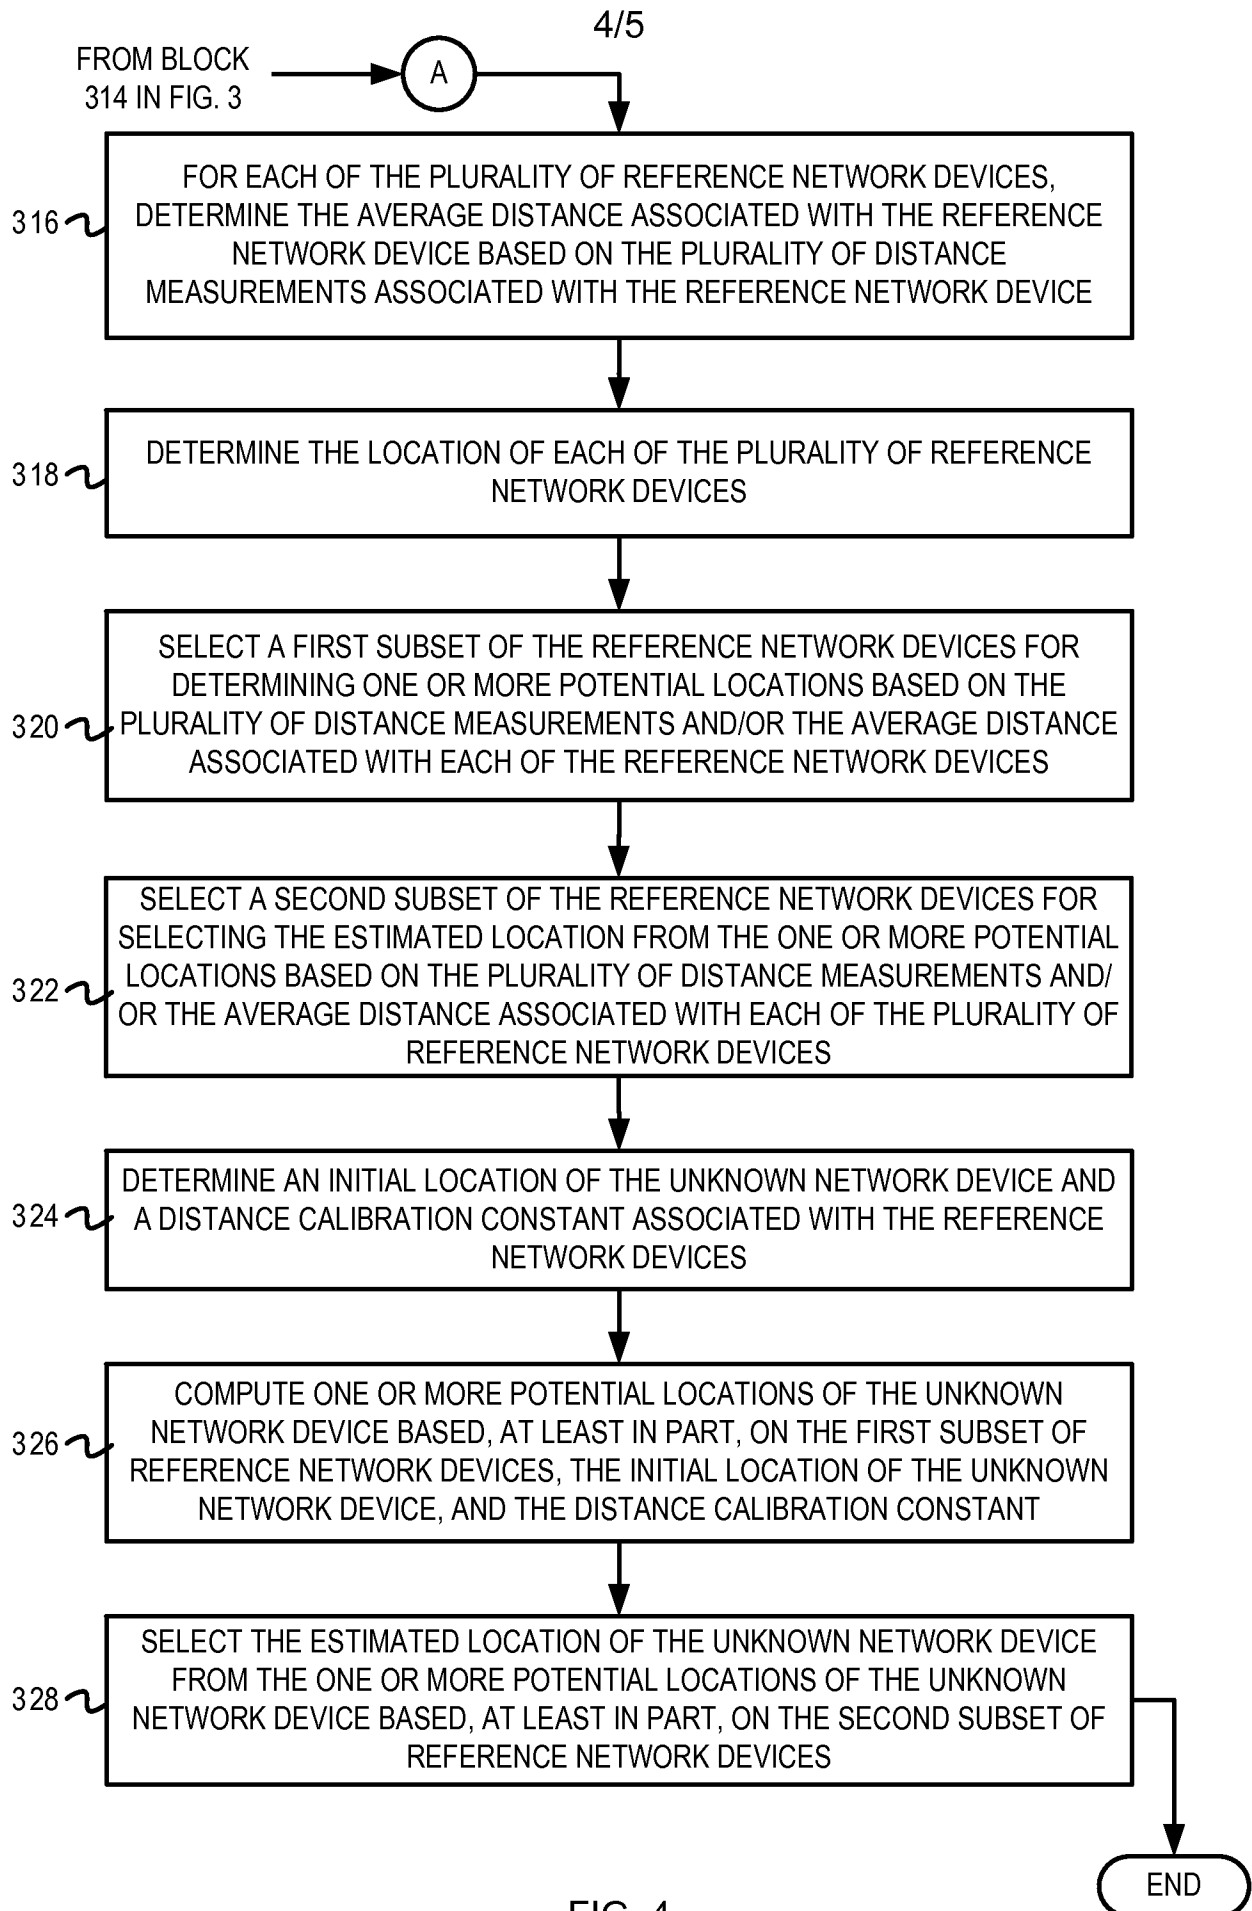 4/5
FROM BLOCK
314 IN FIG. 3
A
FOR EACH OF THE PLURALITY OF REFERENCE NETWORK DEVICES,
DETERMINE THE AVERAGE DISTANCE ASSOCIATED WITH THE REFERENCE
NETWORK DEVICE BASED ON THE PLURALITY OF DISTANCE
MEASUREMENTS ASSOCIATED WITH THE REFERENCE NETWORK DEVICE
316
DETERMINE THE LOCATION OF EACH OF THE PLURALITY OF REFERENCE
NETWORK DEVICES
318
SELECT A FIRST SUBSET OF THE REFERENCE NETWORK DEVICES FOR
DETERMINING ONE OR MORE POTENTIAL LOCATIONS BASED ON THE
PLURALITY OF DISTANCE MEASUREMENTS AND/OR THE AVERAGE DISTANCE
ASSOCIATED WITH EACH OF THE REFERENCE NETWORK DEVICES
320
SELECT A SECOND SUBSET OF THE REFERENCE NETWORK DEVICES FOR
SELECTING THE ESTIMATED LOCATION FROM THE ONE OR MORE POTENTIAL
LOCATIONS BASED ON THE PLURALITY OF DISTANCE MEASUREMENTS AND/
OR THE AVERAGE DISTANCE ASSOCIATED WITH EACH OF THE PLURALITY OF
REFERENCE NETWORK DEVICES
322
DETERMINE AN INITIAL LOCATION OF THE UNKNOWN NETWORK DEVICE AND
A DISTANCE CALIBRATION CONSTANT ASSOCIATED WITH THE REFERENCE
NETWORK DEVICES
324
COMPUTE ONE OR MORE POTENTIAL LOCATIONS OF THE UNKNOWN
NETWORK DEVICE BASED, AT LEAST IN PART, ON THE FIRST SUBSET OF
REFERENCE NETWORK DEVICES, THE INITIAL LOCATION OF THE UNKNOWN
NETWORK DEVICE, AND THE DISTANCE CALIBRATION CONSTANT
326
SELECT THE ESTIMATED LOCATION OF THE UNKNOWN NETWORK DEVICE
FROM THE ONE OR MORE POTENTIAL LOCATIONS OF THE UNKNOWN
NETWORK DEVICE BASED, AT LEAST IN PART, ON THE SECOND SUBSET OF
REFERENCE NETWORK DEVICES
328
END
FIG. 4